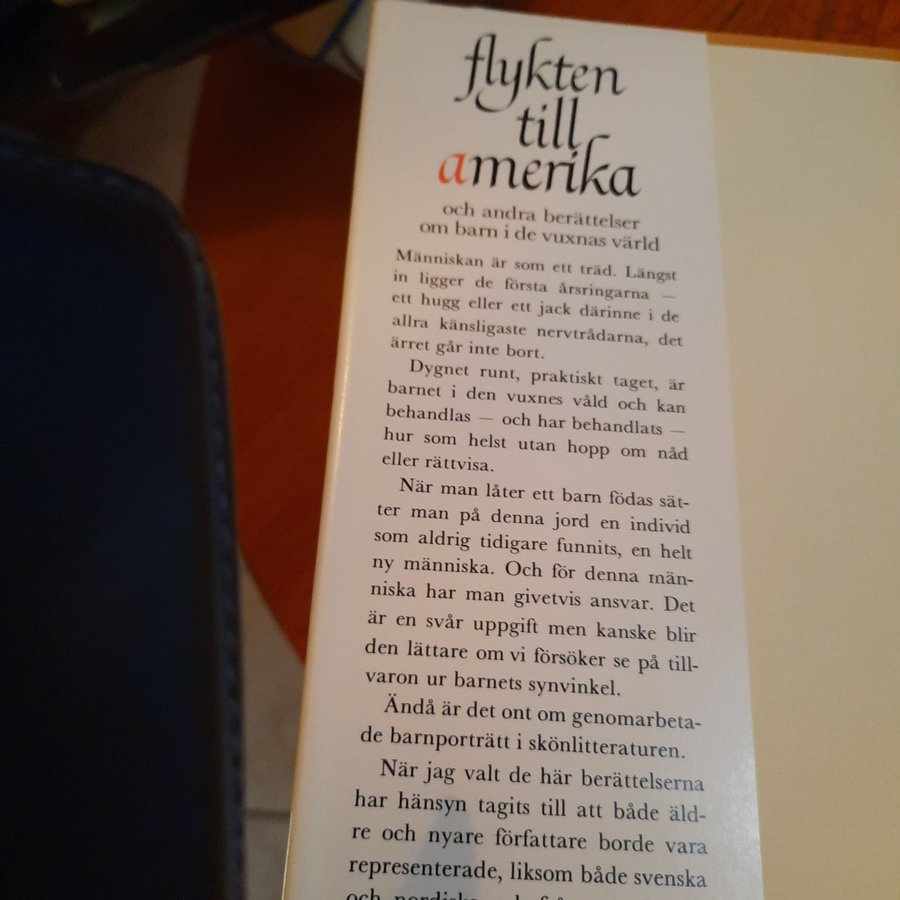 flykten
till
amerika
och andra berättelser
om barn i de vuxnas värld
Människan är som ett träd. Längst
in ligger de första årsringarna —
ett hugg eller ett jack därinne i de
allra känsligaste nervtrådarna, det
ärret går inte bort.
Dygnet runt, praktiskt taget, är
barnet i den vuxnes våld och kan
behandlas — och har behandlats —
hur som helst utan hopp om nåd
eller rättvisa.
När man låter ett barn födas sät-
ter man på denna jord en individ
som aldrig tidigare funnits, en helt
ny människa. Och för denna män-
niska har man givetvis ansvar. Det
är en svår uppgift men kanske blir
den lättare om vi försöker se på till-
varon ur barnets synvinkel.
Ändå är det ont om genomarbeta-
de barnporträtt i skönlitteraturen.
När jag valt de här berättelserna
har hänsyn tagits till att både äld-
re och nyare författare borde vara
representerade, liksom både svenska
och